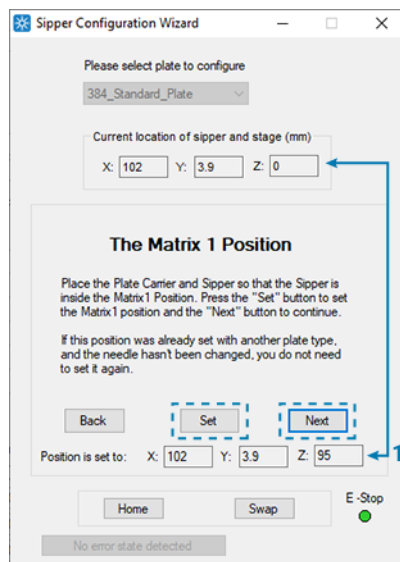 Sipper Configuration Wizard
Please select plate to configure
384_Standard_Plate
Current location of sipper and stage (mm)
X: 102 Y: 3.9 Z: 0
The Matrix 1 Position
Place the Plate Carrier and Sipper so that the Sipper is
inside the Matrix1 Position. Press the "Set" button to set
the Matrix1 position and the "Next" button to continue.
If this position was already set with another plate type,
and the needle hasn't been changed, you do not need
to set it again.
Back Set Next
Position is set to: X: 102 Y: 3.9 Z: 95 1
Home Swap E -Stop
No error state detected